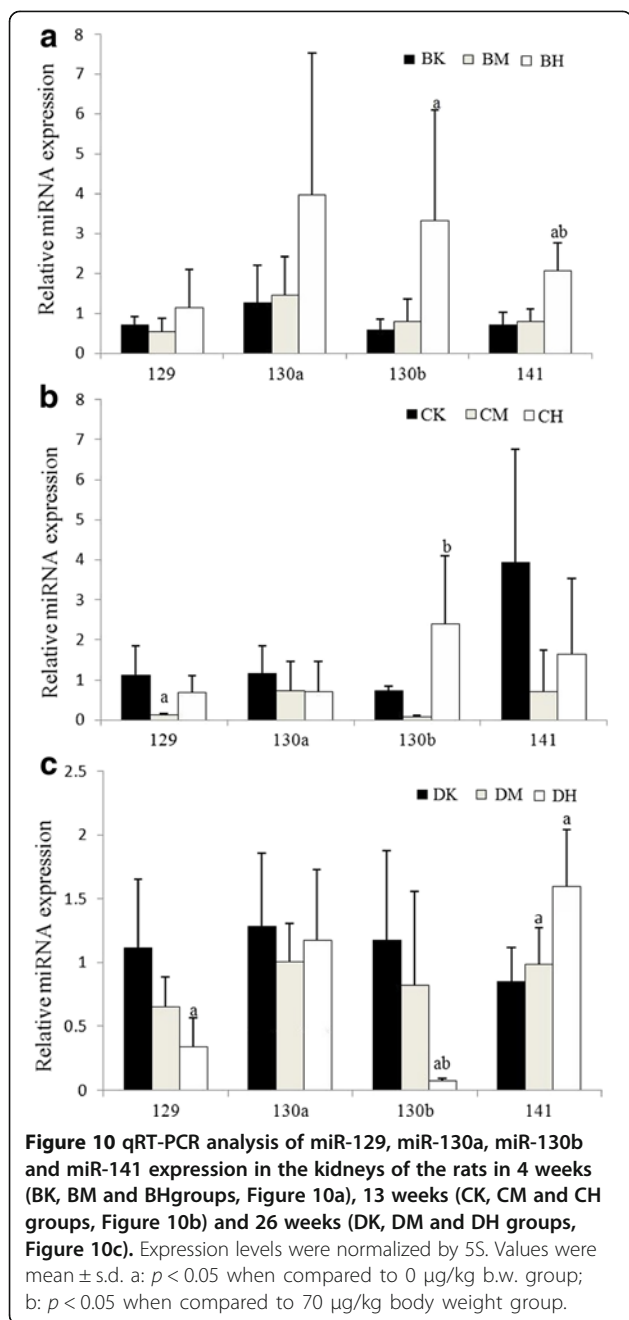 a
8
7
6
5
4
3
2
1
0
Relative miRNA expression
BK BM BH
a
ab
129 130a 130b 141
b
8
7
6
5
4
3
2
1
0
Relative miRNA expression
CK CM CH
a
b
129 130a 130b 141
c
2.5
2
1.5
1
0.5
0
Relative miRNA expression
DK DM DH
a
ab
a
a
129 130a 130b 141
Figure 10 qRT-PCR analysis of miR-129, miR-130a, miR-130b
and miR-141 expression in the kidneys of the rats in 4 weeks
(BK, BM and BHgroups, Figure 10a), 13 weeks (CK, CM and CH
groups, Figure 10b) and 26 weeks (DK, DM and DH groups,
Figure 10c). Expression levels were normalized by 5S. Values were
mean ± s.d. a: p < 0.05 when compared to 0 μg/kg b.w. group;
b: p < 0.05 when compared to 70 μg/kg body weight group.